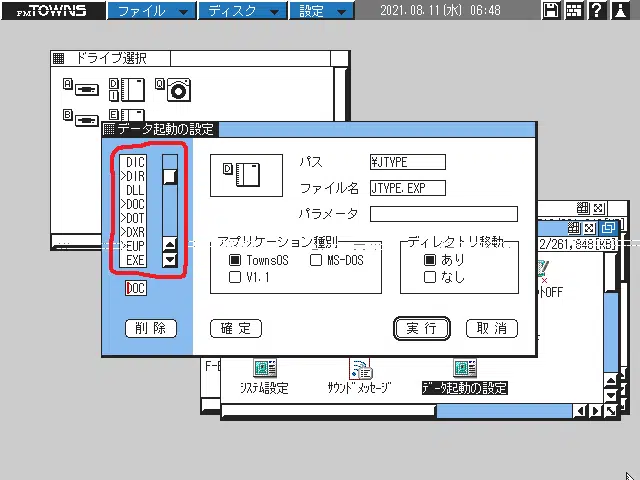 FM TOWNS ファイル ディスク 設定 2021.08.11(水) 06:48
ドライブ選択
A D I Q
B E
データ起動の設定
DIC
>DIR
DLL
>DOC
>DOT
>DXR
>EUP
EXE
DOC
削 除
D
パス ¥JTYPE
ファイル名 JTYPE.EXP
パラメータ
アプリケーション種別
TownsOS MS-DOS
V1.1
ディレクトリ移動
あり
なし
確 定
実 行
取 消
2/261,848[KB]
OFF
システム設定
サウンドメッセージ
データ起動の設定